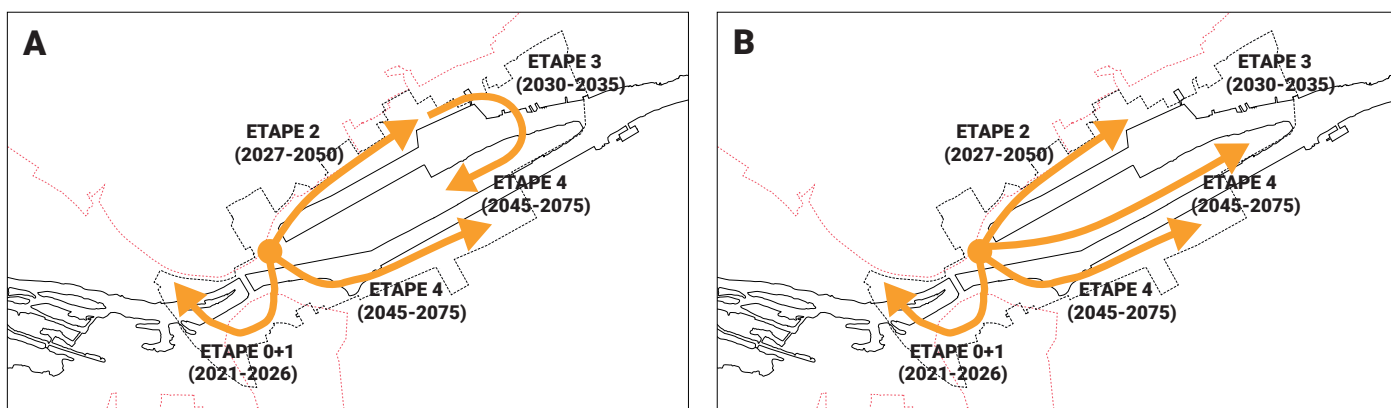 A
ETAPE 3
(2030-2035)
ETAPE 2
(2027-2050)
ETAPE 4
(2045-2075)
ETAPE 4
(2045-2075)
ETAPE 0+1
(2021-2026)
B
ETAPE 3
(2030-2035)
ETAPE 2
(2027-2050)
ETAPE 4
(2045-2075)
ETAPE 4
(2045-2075)
ETAPE 0+1
(2021-2026)